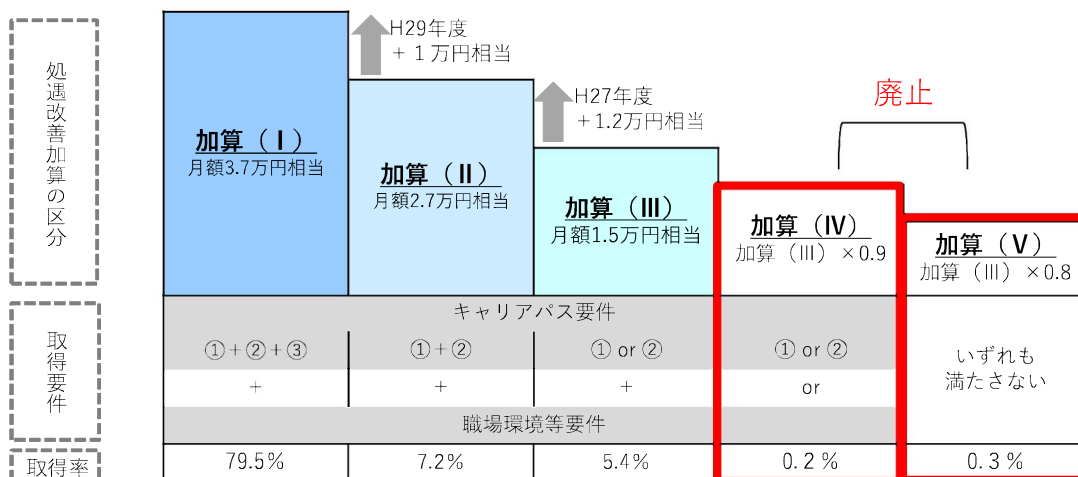 処遇改善加算の区分
H29年度
+ 1 万円相当
H27年度
+1.2万円相当
廃止
加算(Ⅰ)
月額3.7万円相当
加算(Ⅱ)
月額2.7万円相当
加算(Ⅲ)
月額1.5万円相当
加算(Ⅳ)
加算(Ⅲ)×0.9
加算(Ⅴ)
加算(Ⅲ)×0.8
取得要件
キャリアパス要件
①+②+③
①+②
① or ②
① or ②
いずれも
満たさない
+
+
+
or
職場環境等要件
取得率
79.5%
7.2%
5.4%
0.2%
0.3%